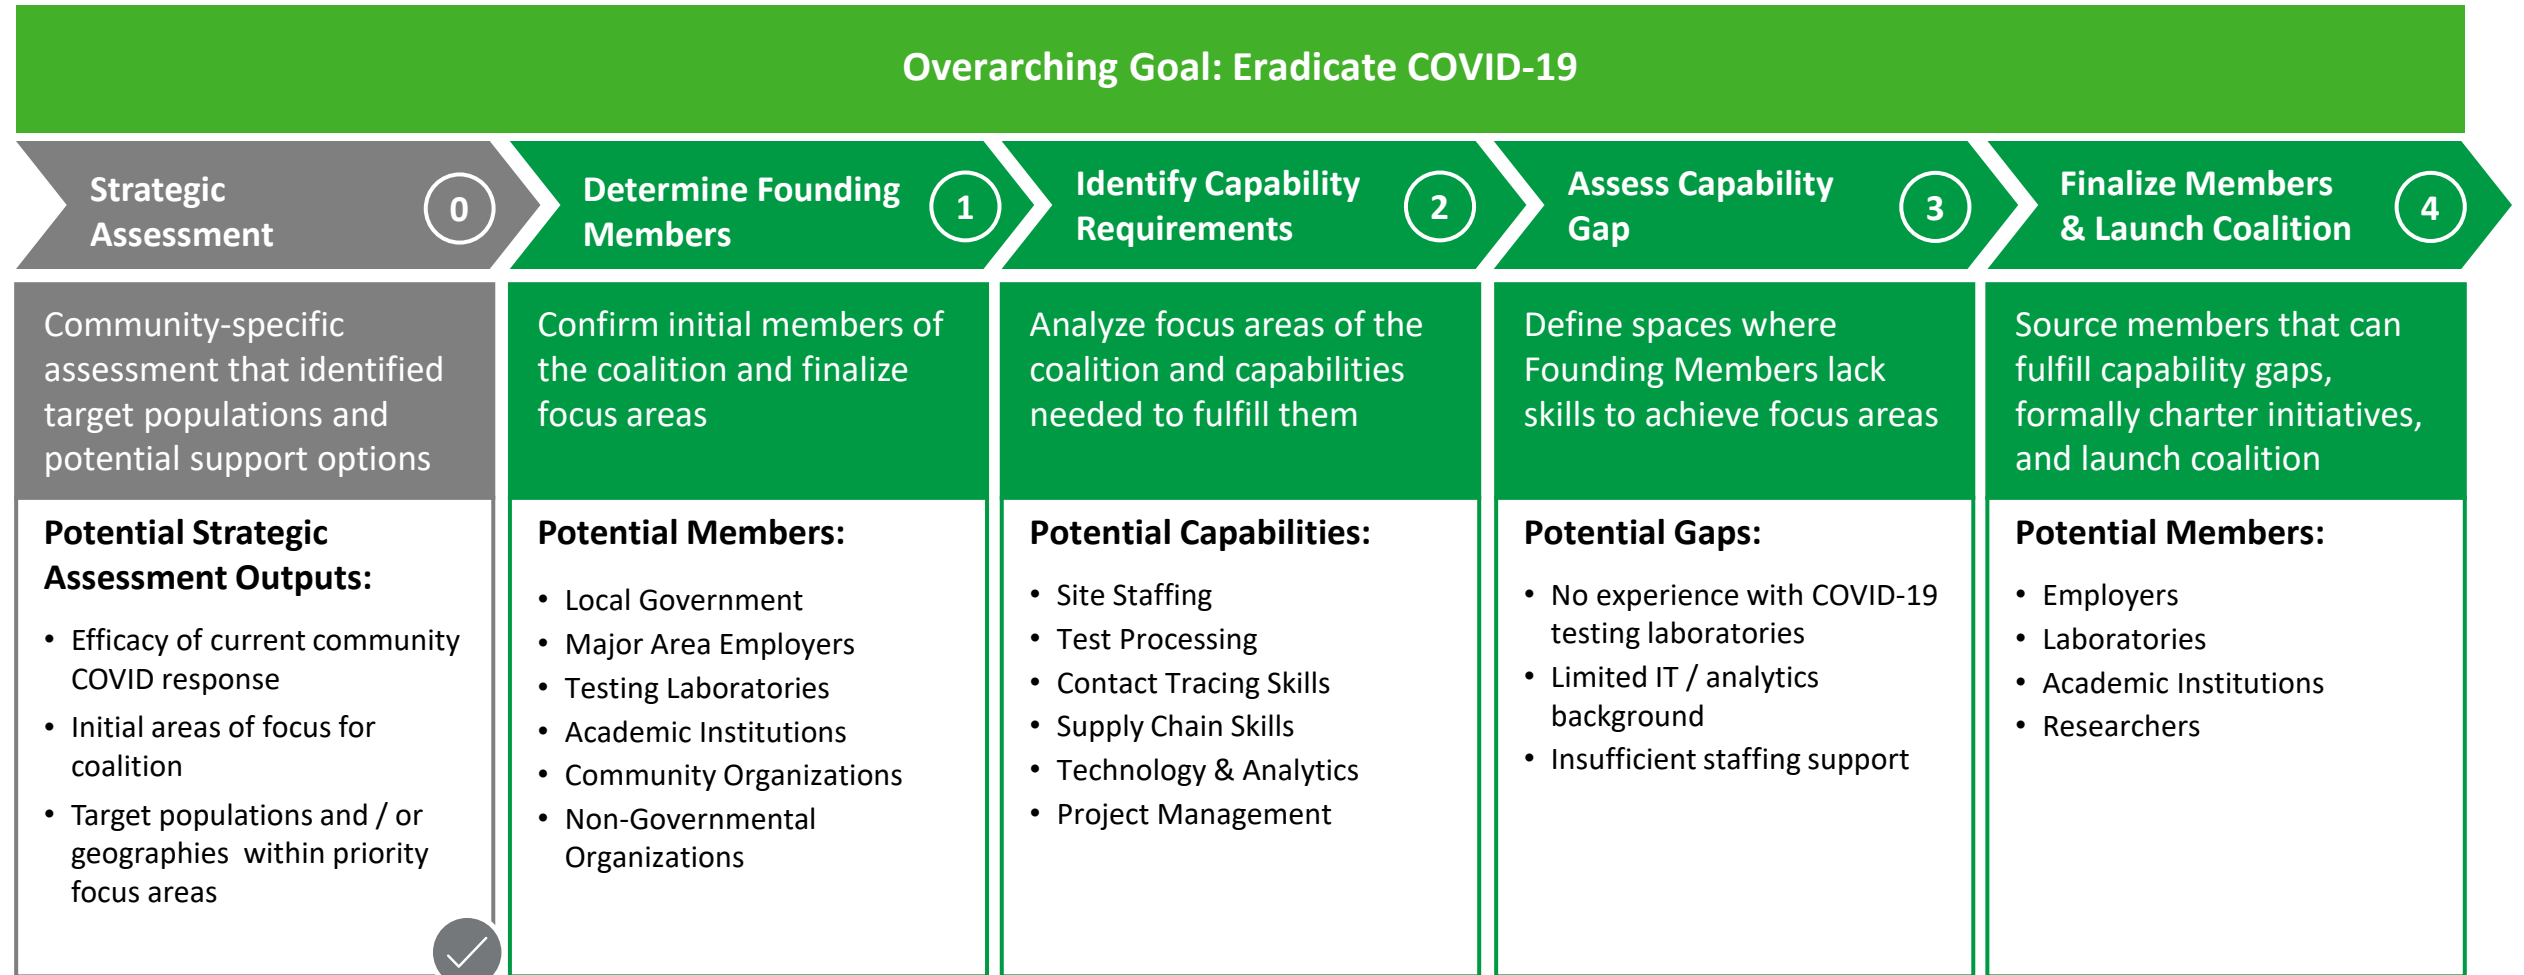 Overarching Goal: Eradicate COVID-19
Strategic
Assessment
0
Determine Founding
Members
1
Identify Capability
Requirements
2
Assess Capability
Gap
3
Finalize Members
& Launch Coalition
4
Community-specific
assessment that identified
target populations and
potential support options
Confirm initial members of
the coalition and finalize
focus areas
Analyze focus areas of the
coalition and capabilities
needed to fulfill them
Define spaces where
Founding Members lack
skills to achieve focus areas
Source members that can
fulfill capability gaps,
formally charter initiatives,
and launch coalition
Potential Strategic
Assessment Outputs:
• Efficacy of current community
COVID response
• Initial areas of focus for
coalition
• Target populations and / or
geographies  within priority
focus areas
Potential Members:
• Local Government
• Major Area Employers
• Testing Laboratories
• Academic Institutions
• Community Organizations
• Non-Governmental
Organizations
Potential Capabilities:
• Site Staffing
• Test Processing
• Contact Tracing Skills
• Supply Chain Skills
• Technology & Analytics
• Project Management
Potential Gaps:
• No experience with COVID-19
testing laboratories
• Limited IT / analytics
background
• Insufficient staffing support
Potential Members:
• Employers
• Laboratories
• Academic Institutions
• Researchers